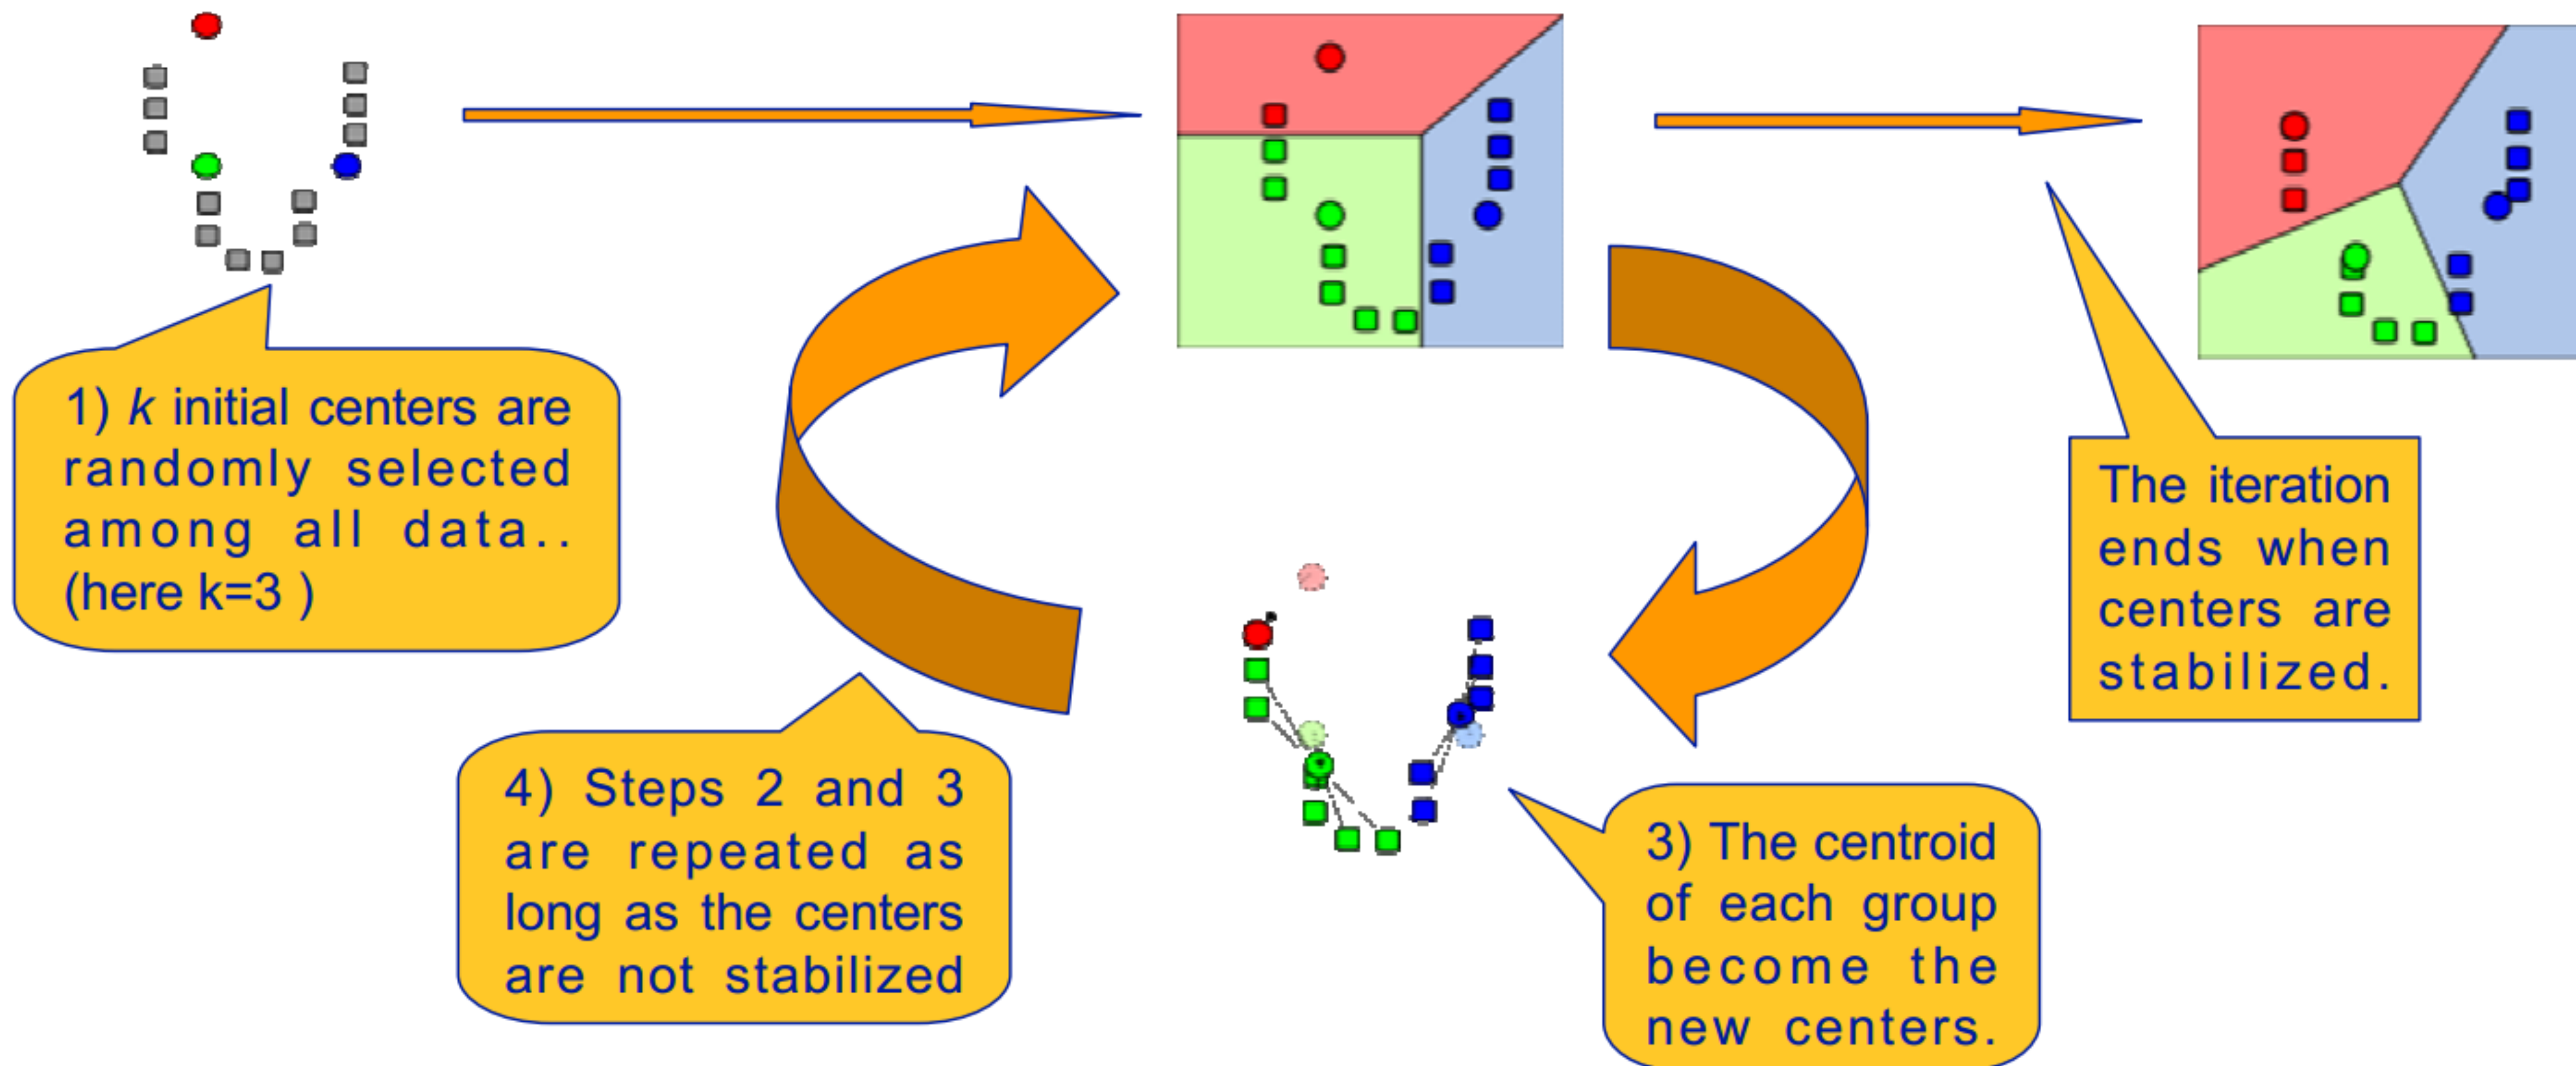 1) k initial centers are
randomly selected
among all data..
(here k=3 )
4) Steps 2 and 3
are repeated as
long as the centers
are not stabilized
3) The centroid
of each group
become the
new centers.
The iteration
ends when
centers are
stabilized.